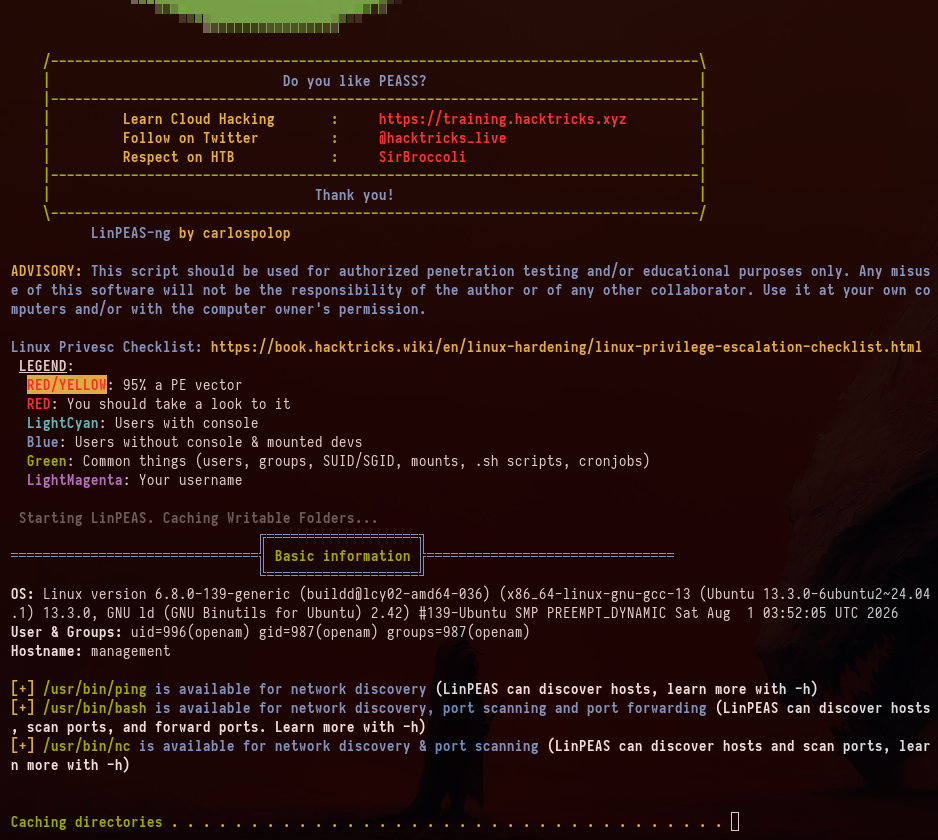 /---------------------------------------------------------------------------------\
|                             Do you like PEASS?                                  |
|---------------------------------------------------------------------------------|
|         Learn Cloud Hacking       :     https://training.hacktricks.xyz         |
|         Follow on Twitter         :     @hacktricks_live                        |
|         Respect on HTB            :     SirBroccoli                             |
|---------------------------------------------------------------------------------|
|                                 Thank you!                                      |
\---------------------------------------------------------------------------------/
LinPEAS-ng by carlospolop
ADVISORY: This script should be used for authorized penetration testing and/or educational purposes only. Any misus
e of this software will not be the responsibility of the author or of any other collaborator. Use it at your own co
mputers and/or with the computer owner's permission.
Linux Privesc Checklist: https://book.hacktricks.wiki/en/linux-hardening/linux-privilege-escalation-checklist.html
LEGEND:
RED/YELLOW: 95% a PE vector
RED: You should take a look to it
LightCyan: Users with console
Blue: Users without console & mounted devs
Green: Common things (users, groups, SUID/SGID, mounts, .sh scripts, cronjobs)
LightMagenta: Your username
Starting LinPEAS. Caching Writable Folders...
Basic information
OS: Linux version 6.8.0-139-generic (buildd@lcy02-amd64-036) (x86_64-linux-gnu-gcc-13 (Ubuntu 13.3.0-6ubuntu2~24.04
.1) 13.3.0, GNU ld (GNU Binutils for Ubuntu) 2.42) #139-Ubuntu SMP PREEMPT_DYNAMIC Sat Aug  1 03:52:05 UTC 2026
User & Groups: uid=996(openam) gid=987(openam) groups=987(openam)
Hostname: management
[+] /usr/bin/ping is available for network discovery (LinPEAS can discover hosts, learn more with -h)
[+] /usr/bin/bash is available for network discovery, port scanning and port forwarding (LinPEAS can discover hosts
, scan ports, and forward ports. Learn more with -h)
[+] /usr/bin/nc is available for network discovery & port scanning (LinPEAS can discover hosts and scan ports, lear
n more with -h)
Caching directories . . . . . . . . . . . . . . . . . . . . . . . . . . . . . . . . . . .